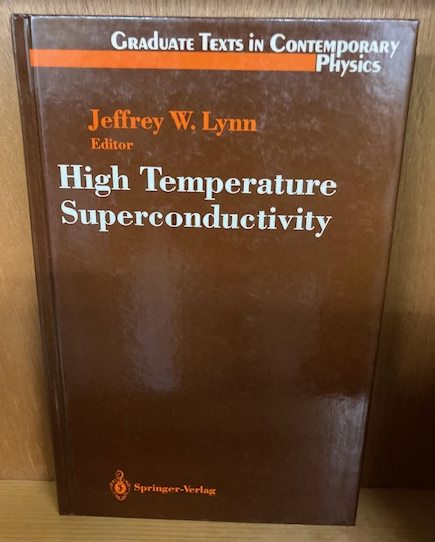 Graduate Texts in Contemporary
Physics
Jeffrey W. Lynn
Editor
High Temperature
Superconductivity
Springer-Verlag